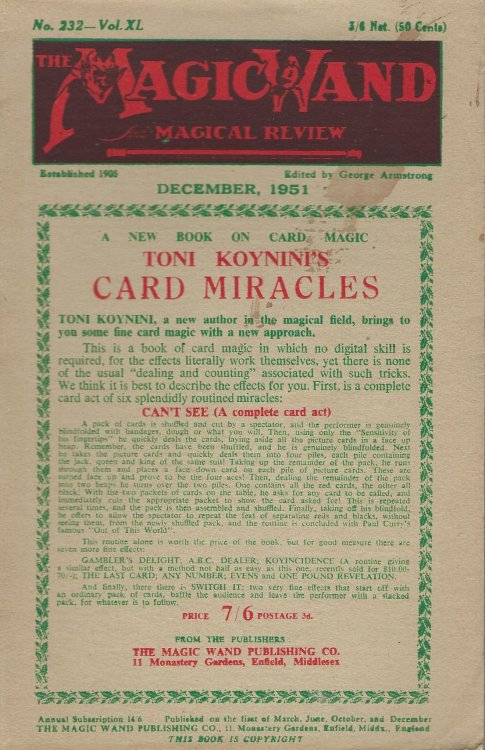 No. 232—Vol. XL
3/6 Net. (50 Cents)
THE MAGIC WAND
MAGICAL REVIEW
Established 1906
Edited by George Armstrong
DECEMBER, 1951
A NEW BOOK ON CARD MAGIC
TONI KOYNINI'S
CARD MIRACLES
TONI KOYNINI, a new author in the magical field, brings to
you some fine card magic with a new approach.
This is a book of card magic in which no digital skill is
required, for the effects literally work themselves, yet there is none
of the usual "dealing and counting" associated with such tricks.
We think it is best to describe the effects for you. First, is a complete
card act of six splendidly routined miracles:
CAN'T SEE (A complete card act)
A pack of cards is shuffled and cut by a spectator, and the performer is genuinely
blindfolded with bandages, dough or what you will. Then, using only the "Sensitivity of
his fingertips" he quickly deals the cards, laying aside all the picture cards in a face up
heap. Remember, the cards have been shuffled, and he is genuinely blindfolded. Next
he takes the picture cards and quickly deals them into four piles, each pile containing
the jack, queen and king of the same suit! Taking up the remainder of the pack, he runs
through them and places a face down card on each pile of picture cards. These are
turned face up and prove to be the four aces! Then, dealing the remainder of the pack
into two heaps he turns over the two piles. One contains all the red cards, the other all
black! With the two packets of cards on the table, he asks for any card to be called, and
immediately cuts the appropriate packet to show the card asked for! This is repeated
several times, and the pack is then assembled and shuffled. Finally, taking off his blindfold,
he offers to allow the spectator to repeat the feat of separating reds and blacks, without
seeing them, from the newly shuffled pack, and the routine is concluded with Paul Curry's
famous "Out of This World".
This routine alone is worth the price of the book, but for good measure there are
seven more fine effects:
GAMBLER'S DELIGHT; A.B.C. DEALER; KOYINCIDENCE (A routine giving
a similar effect, but with a method not half as easy as this one, recently sold for $10.00-
70/-); THE LAST CARD; ANY NUMBER; EVENS and ONE POUND REVELATION.
And finally, there is SWITCH IT: two very fine effects that start off with
an ordinary pack of cards, baffle the audience and leave the performer with a stacked
pack, for whatever is to follow.
PRICE 7/6 POSTAGE 3d.
FROM THE PUBLISHERS
THE MAGIC WAND PUBLISHING CO.
11 Monastery Gardens, Enfield, Middlesex
Annual Subscription 14/6 Published on the first of March, June, October, and December
THE MAGIC WAND PUBLISHING CO., 11, Monastery Gardens, Enfield, Middx., England
THIS BOOK IS COPYRIGHT